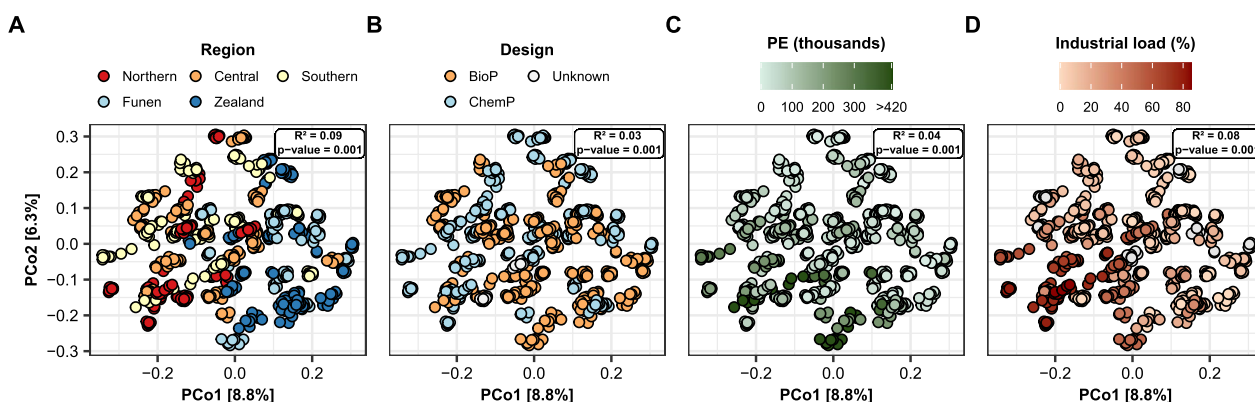 A
B
C
D
Region
Design
PE (thousands)
Industrial load (%)
Northern Central Southern
Funen Zealand
BioP Unknown
ChemP
0 100 200 300 >420
0 20 40 60 80
R² = 0.09
p−value = 0.001
R² = 0.03
p−value = 0.001
R² = 0.04
p−value = 0.001
R² = 0.08
PCo2 [6.3%]
0.3
0.2
0.1
0.0
−0.1
−0.2
−0.3
−0.2 0.0 0.2
−0.2 0.0 0.2
−0.2 0.0 0.2
−0.2 0.0 0.2
PCo1 [8.8%]
PCo1 [8.8%]
PCo1 [8.8%]
PCo1 [8.8%]